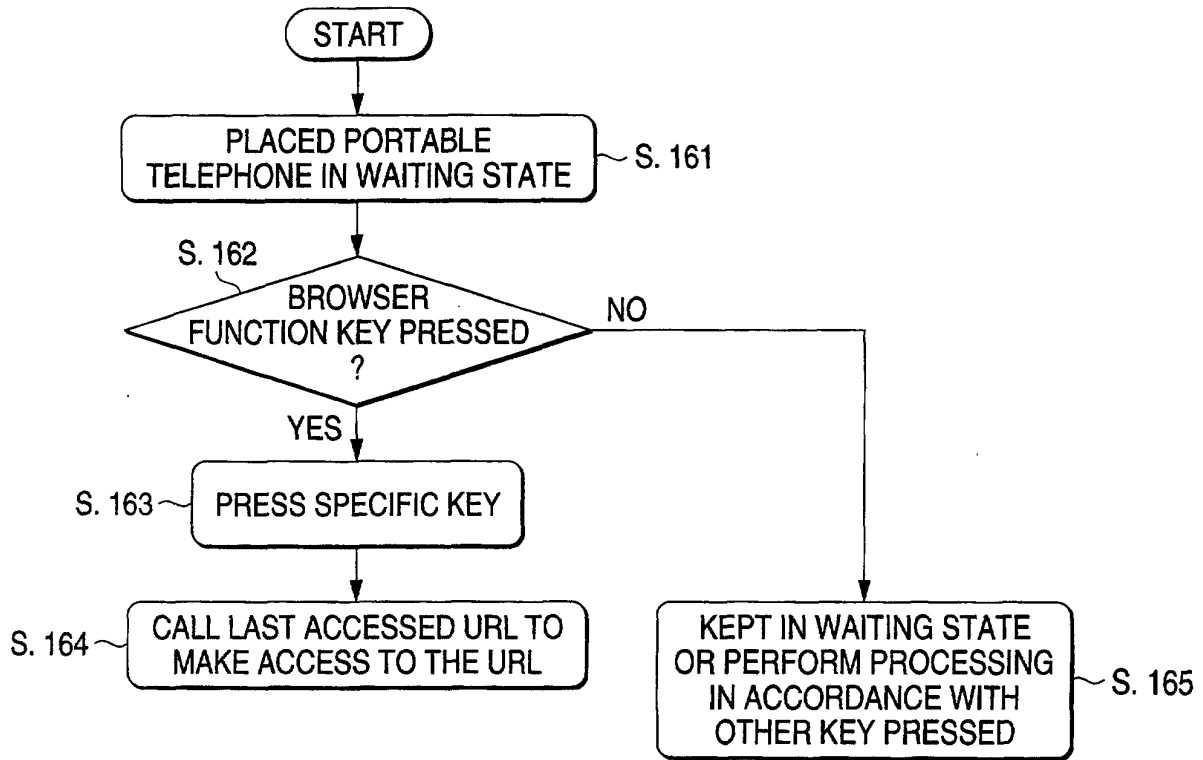 START
PLACED PORTABLE
TELEPHONE IN WAITING STATE
S. 161
S. 162
BROWSER
FUNCTION KEY PRESSED
?
NO
YES
S. 163
PRESS SPECIFIC KEY
S. 164
CALL LAST ACCESSED URL TO
MAKE ACCESS TO THE URL
KEPT IN WAITING STATE
OR PERFORM PROCESSING
IN ACCORDANCE WITH
OTHER KEY PRESSED
S. 165